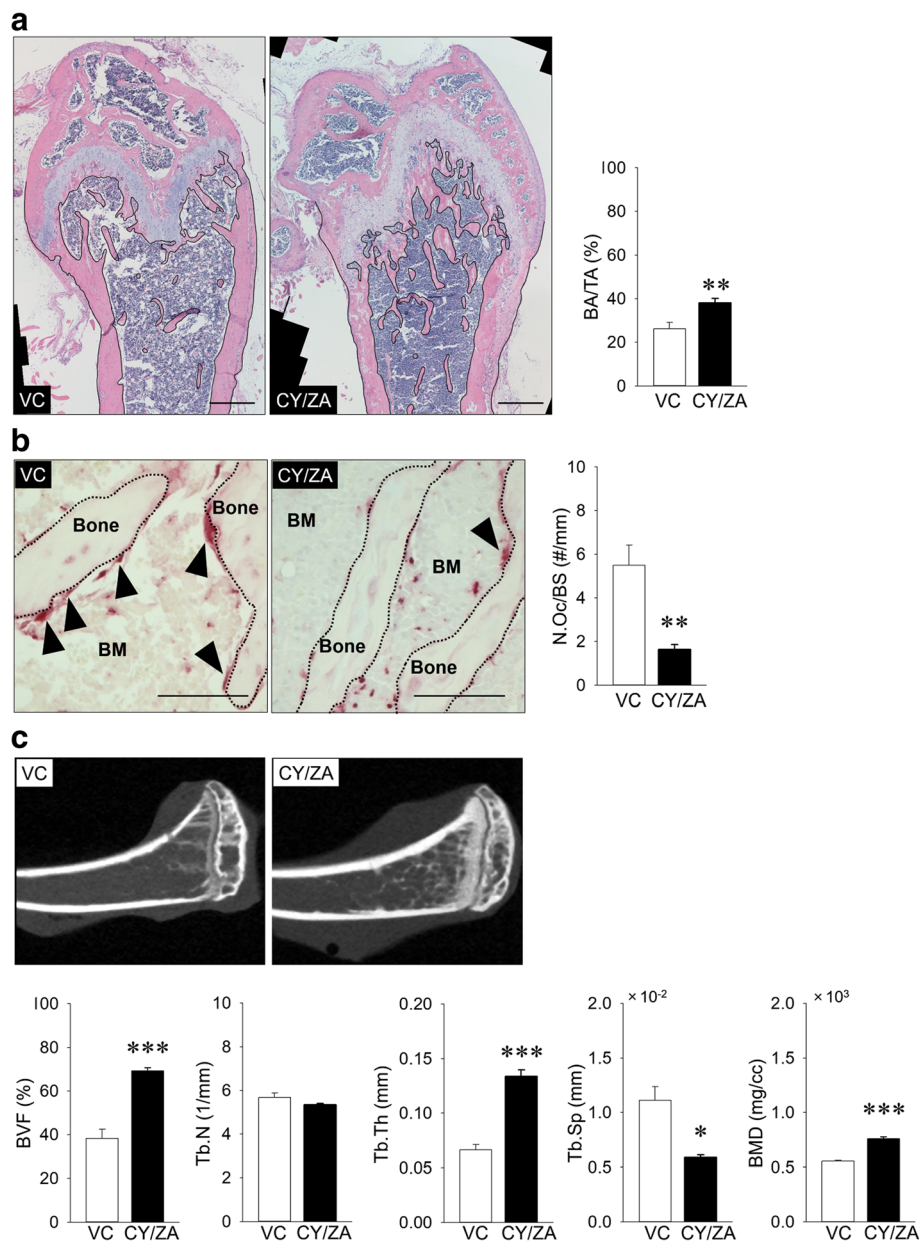 a
VC
CY/ZA
BA/TA (%)
100
80
60
40
20
0
**
VC CY/ZA
b
VC
Bone
Bone
BM
CY/ZA
BM
BM
Bone
Bone
N.Oc/BS (#/mm)
10
8
6
4
2
0
**
VC CY/ZA
c
VC
CY/ZA
BVF (%)
100
80
60
40
20
0
***
VC CY/ZA
Tb.N (1/mm)
10
8
6
4
2
0
VC CY/ZA
Tb.Th (mm)
0.20
0.15
0.10
0.05
0.00
***
VC CY/ZA
Tb.Sp (mm)
× 10-2
2.0
1.5
1.0
0.5
0.0
*
VC CY/ZA
BMD (mg/cc)
× 10³
2.0
1.5
1.0
0.5
0.0
***
VC CY/ZA